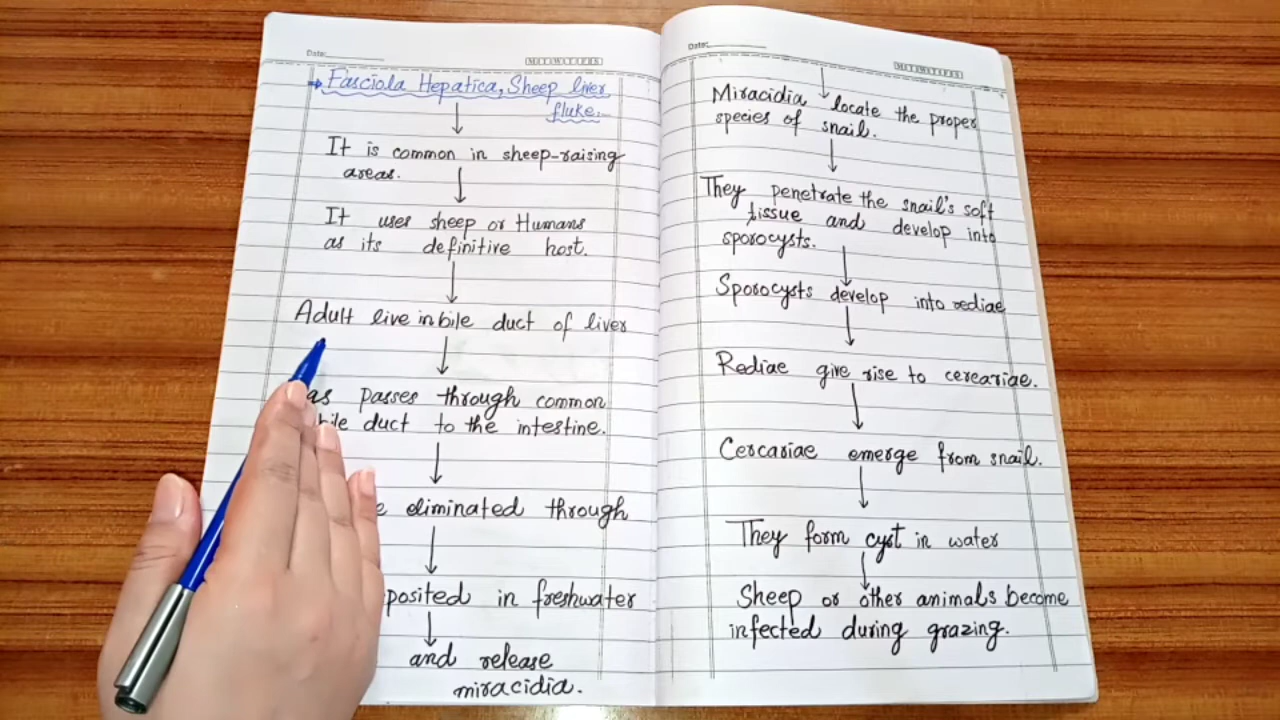 Date:
M T W T F S S
Fasciola Hepatica, Sheep liver
fluke.
It is common in sheep-raising
areas.
It uses sheep or Humans
as its definitive host.
Adult live in bile duct of liver
passes through common
bile duct to the intestine.
eliminated through
in freshwater
and release
miracidia.
Date:
M T W T F S S
Miracidia locate the proper
species of snail.
They penetrate the snail's soft
tissue and develop into
sporocysts.
Sporocysts develop into rediae
Rediae give rise to cereariae.
Cercariae emerge from snail.
They form cyst in water
Sheep or other animals become
infected during grazing.